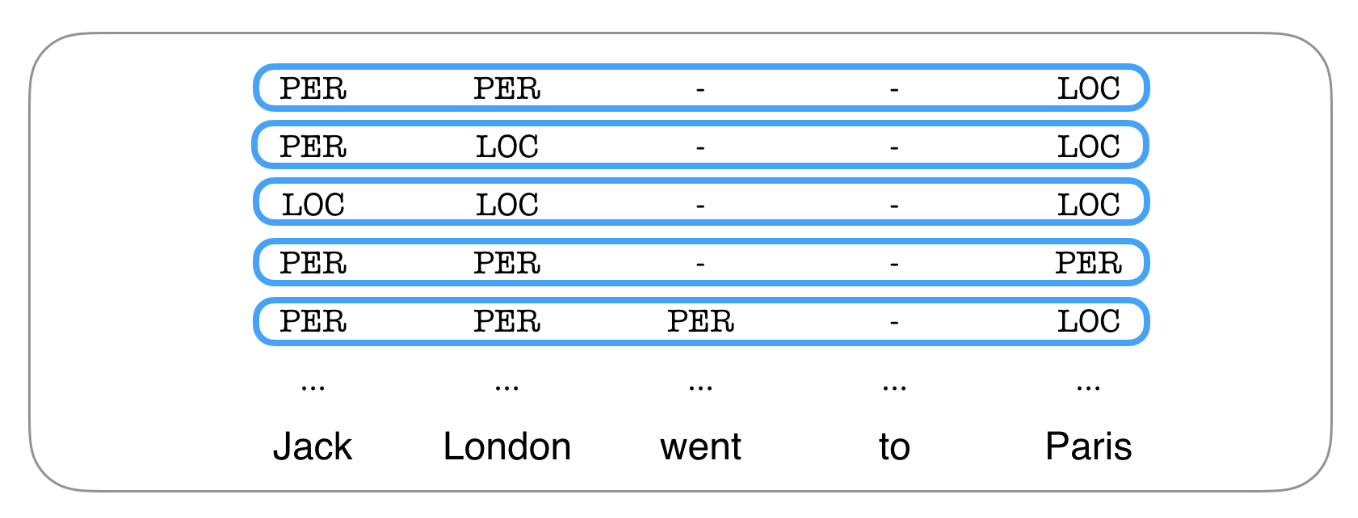 PER PER - - LOC
PER LOC - - LOC
LOC LOC - - LOC
PER PER - - PER
PER PER PER - LOC
... ... ... ... ...
Jack London went to Paris